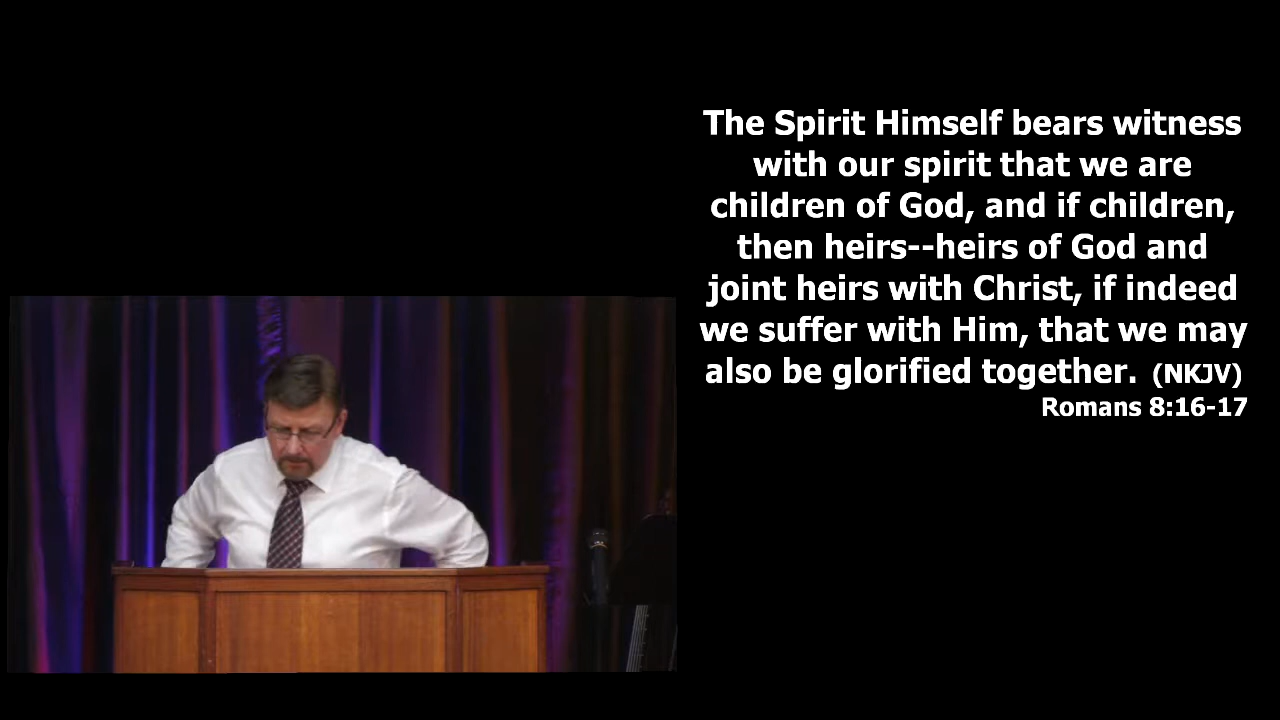 The Spirit Himself bears witness
with our spirit that we are
children of God, and if children,
then heirs--heirs of God and
joint heirs with Christ, if indeed
we suffer with Him, that we may
also be glorified together. (NKJV)
Romans 8:16-17